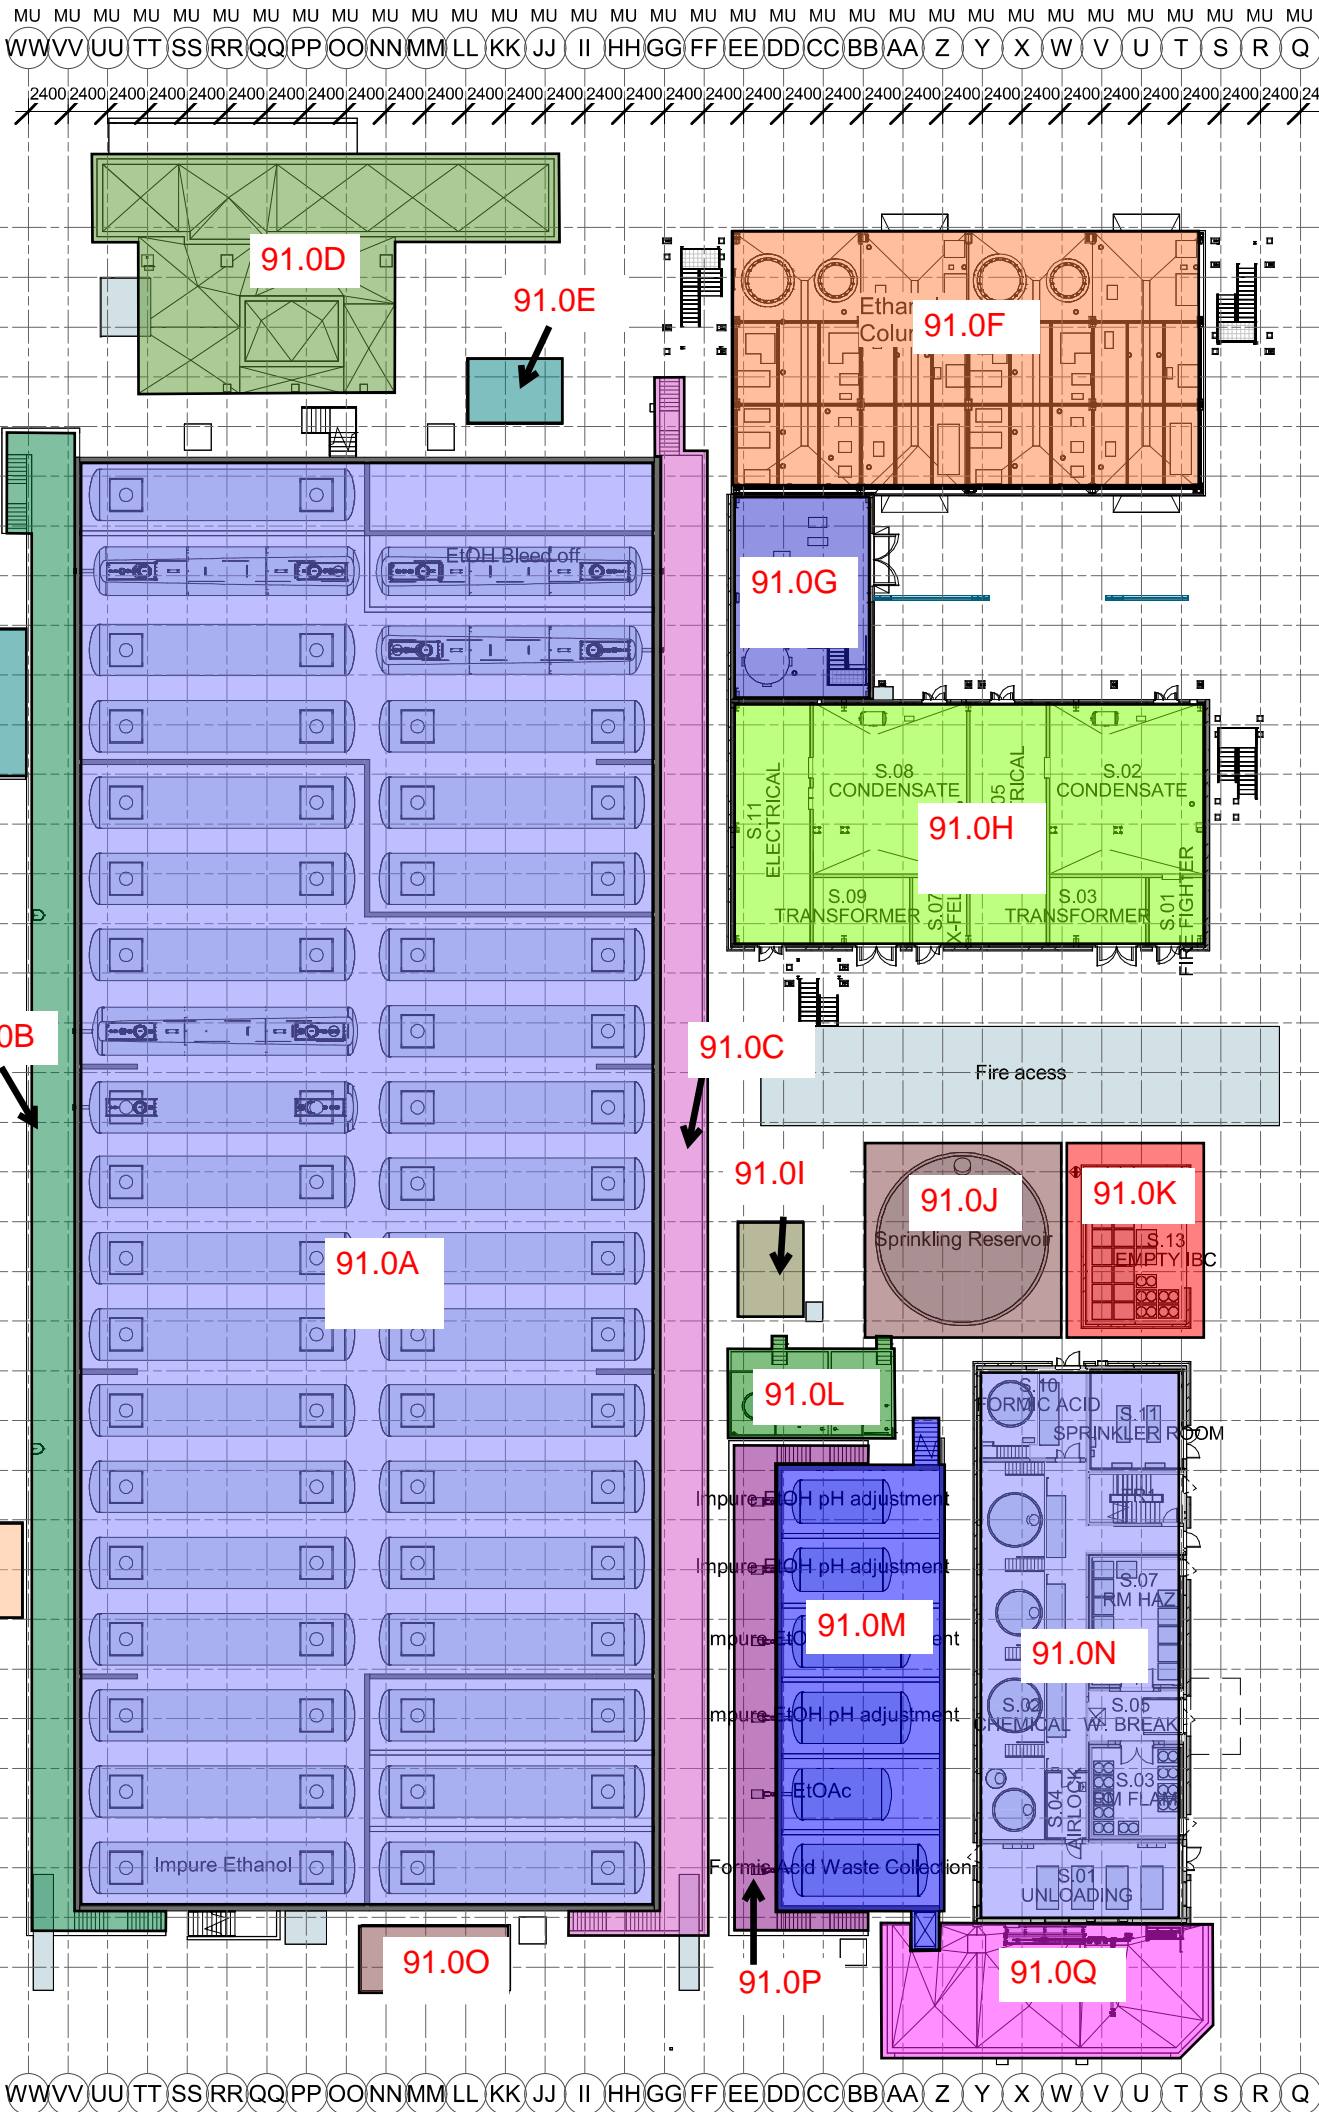 MU MU MU MU MU MU MU MU MU MU MU MU MU MU MU MU MU MU MU MU MU MU MU MU MU MU MU MU MU MU MU MU MU
WW VV UU TT SS RR QQ PP OO NN MM LL KK JJ II HH GG FF EE DD CC BB AA Z Y X W V U T S R Q
2400 2400 2400 2400 2400 2400 2400 2400 2400 2400 2400 2400 2400 2400 2400 2400 2400 2400 2400 2400 2400 2400 2400 2400 2400 2400 2400 2400 2400 2400 2400 2400 24
91.0D
91.0E
91.0F
EtOH Bleed off
91.0G
S.11
ELECTRICAL
S.08
CONDENSATE
S.02
CONDENSATE
91.0H
S.09
TRANSFORMER
S.07
S.03
TRANSFORMER
S.01
FIRE FIGHTER
0B
91.0C
Fire acess
91.0I
91.0J
Sprinkling Reservoir
91.0K
S.13
EMPTY IBC
91.0A
91.0L
S.10
FORMIC ACID
S.11
SPRINKLER ROOM
Impure EtOH pH adjustment
Impure EtOH pH adjustment
91.0M
Impure EtOH pH adjustment
EtOAc
Formic Acid Waste Collection
S.07
RM HAZ
91.0N
S.02
CHEMICAL
S.05
W. BREAK
S.04
AIRLOCK
S.03
RM FLAM
S.01
UNLOADING
Impure Ethanol
91.0O
91.0P
91.0Q
WW VV UU TT SS RR QQ PP OO NN MM LL KK JJ II HH GG FF EE DD CC BB AA Z Y X W V U T S R Q